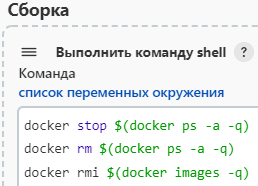 Сборка
Выполнить команду shell ?
Команда
список переменных окружения
docker stop $(docker ps -a -q)
docker rm $(docker ps -a -q)
docker rmi $(docker images -q)